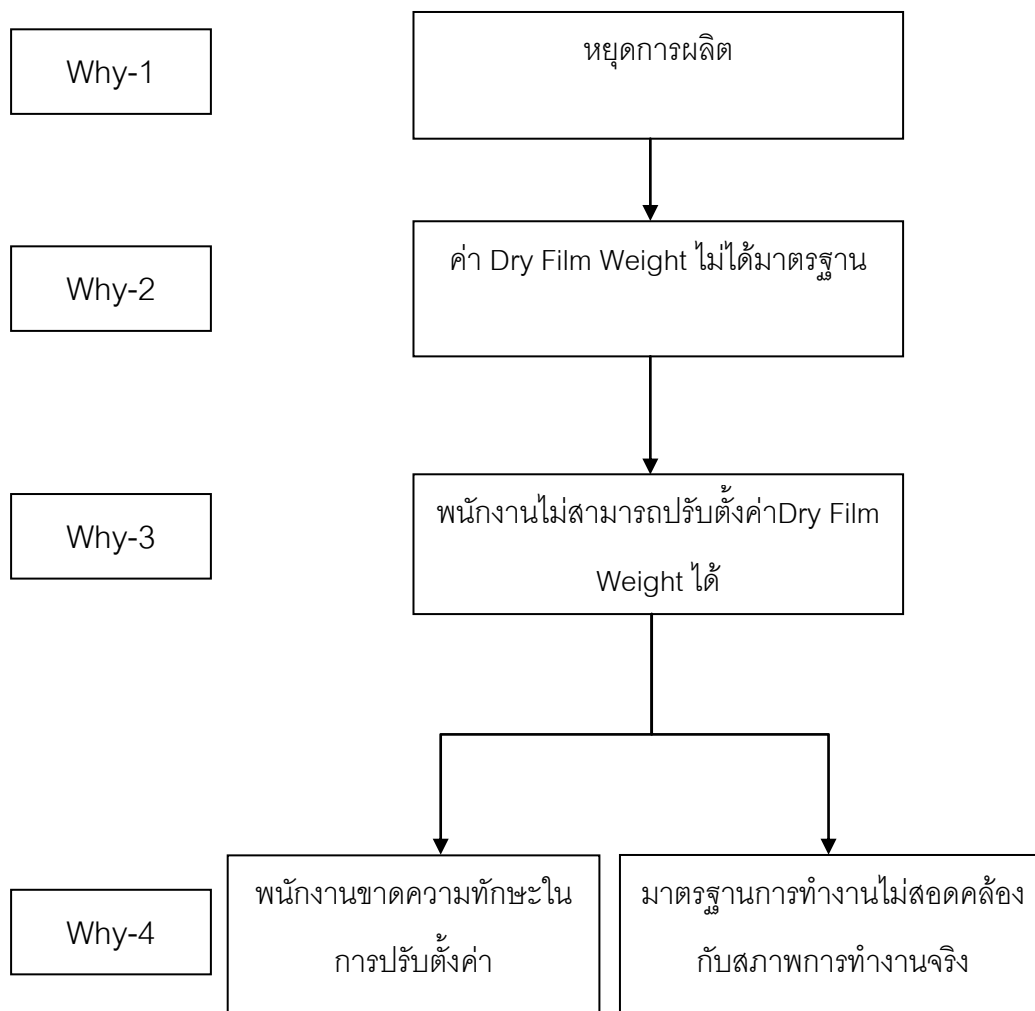 Why-1
หยุดการผลิต
Why-2
ค่า Dry Film Weight ไม่ได้มาตรฐาน
Why-3
พนักงานไม่สามารถปรับตั้งค่าDry Film
Weight ได้
Why-4
พนักงานขาดความทักษะใน
การปรับตั้งค่า
มาตรฐานการทำงานไม่สอดคล้อง
กับสภาพการทำงานจริง